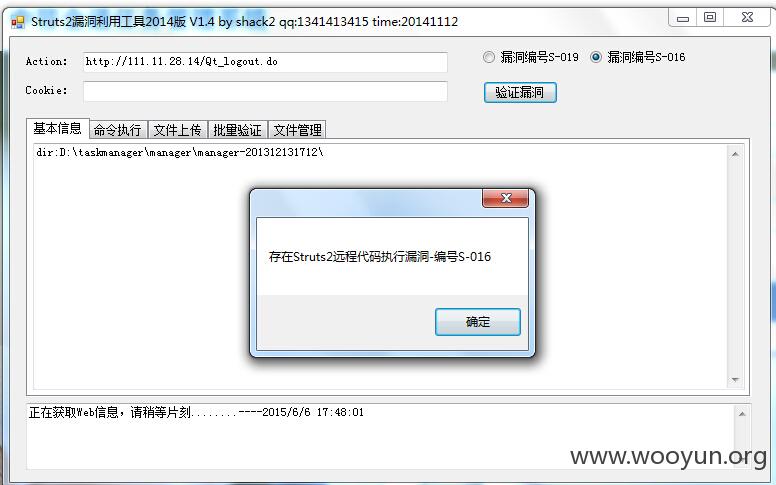 Struts2漏洞利用工具2014版 V1.4 by shack2 qq:1341413415 time:20141112
Action: http://111.11.28.14/Qt_logout.do
漏洞编号S-019 漏洞编号S-016
Cookie:
验证漏洞
基本信息 命令执行 文件上传 批量验证 文件管理
dir:D:\taskmanager\manager\manager-201312131712\
存在Struts2远程代码执行漏洞-编号S-016
确定
正在获取Web信息，请稍等片刻........----2015/6/6 17:48:01
www.wooyun.org